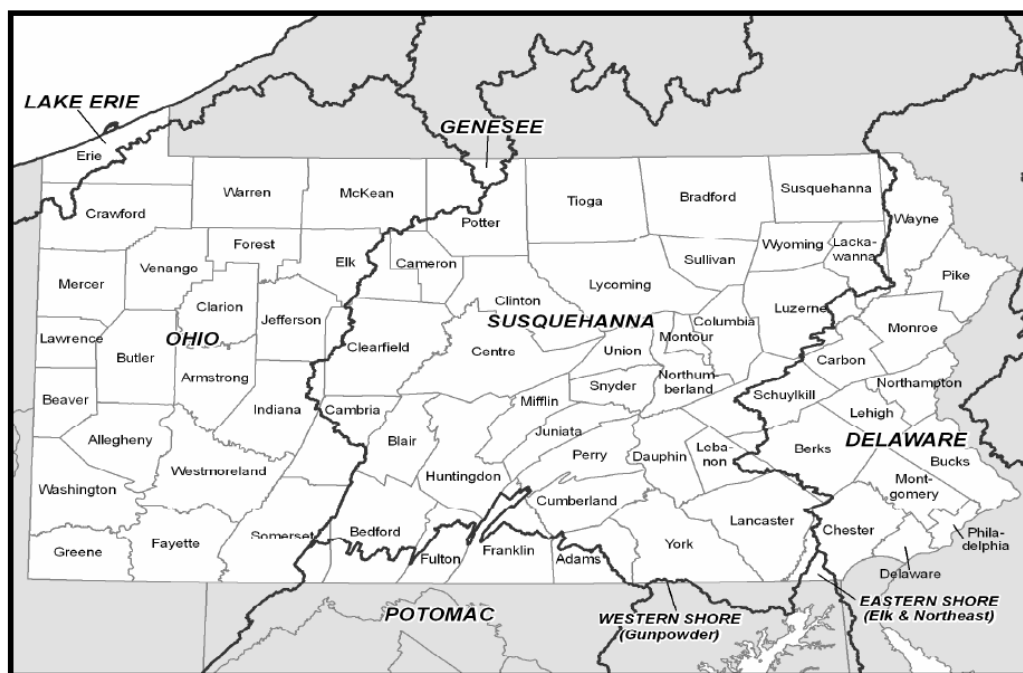 LAKE ERIE
GENESEE
Erie
Warren
McKean
Tioga
Bradford
Susquehanna
Crawford
Potter
Wayne
Forest
Elk
Cameron
Sullivan
Wyoming
Lacka-
wanna
Venango
Mercer
Clarion
Clinton
Lycoming
Luzerne
Pike
Jefferson
SUSQUEHANNA
Columbia
Monroe
Lawrence
OHIO
Butler
Clearfield
Centre
Union
Montour
Carbon
Armstrong
Snyder
Northum-
berland
Schuylkill
Northampton
Beaver
Indiana
Cambria
Mifflin
Lehigh
Allegheny
Blair
Juniata
DELAWARE
Westmoreland
Huntingdon
Perry
Dauphin
Leba-
non
Berks
Bucks
Washington
Cumberland
Mont-
gomery
Somerset
Bedford
Lancaster
Chester
Phila-
delphia
Greene
Fayette
Fulton
Franklin
Adams
York
Delaware
POTOMAC
WESTERN SHORE
(Gunpowder)
EASTERN SHORE
(Elk & Northeast)